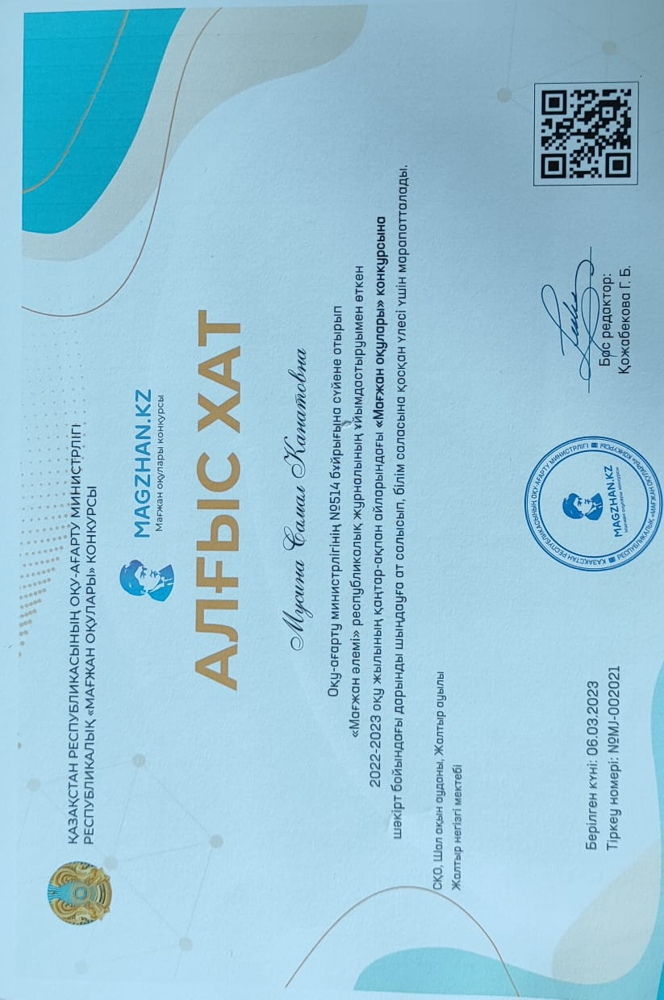 ҚАЗАҚСТАН РЕСПУБЛИКАСЫНЫҢ ОҚУ-АҒАРТУ МИНИСТРЛІГІ
РЕСПУБЛИКАЛЫҚ «МАҒЖАН ОҚУЛАРЫ» КОНКУРСЫ
MAGZHAN.KZ
Мағжан оқулары конкурсы
АЛҒЫС ХАТ
Мусина Самал Канатовна
Оқу-ағарту министрлігінің №514 бұйрығына сүйене отырып
«Мағжан әлемі» республикалық журналының ұйымдастыруымен өткен
2022-2023 оқу жылының қаңтар-ақпан айларындағы «Мағжан оқулары» конкурсына
шәкірт бойындағы дарынды шыңдауға ат салысып, білім саласына қосқан үлесі үшін марапатталады.
СҚО, Шал ақын ауданы, Жалтыр ауылы
Жалтыр негізгі мектебі
Берілген күні: 06.03.2023
Тіркеу номері: №MJ-002021
ҚАЗАҚСТАН РЕСПУБЛИКАСЫНЫҢ ОҚУ-АҒАРТУ МИНИСТРЛІГІ
РЕСПУБЛИКАЛЫҚ «МАҒЖАН ОҚУЛАРЫ» КОНКУРСЫ
MAGZHAN.KZ
Мағжан оқулары конкурсы
Бас редактор:
Қожабекова Г. Б.